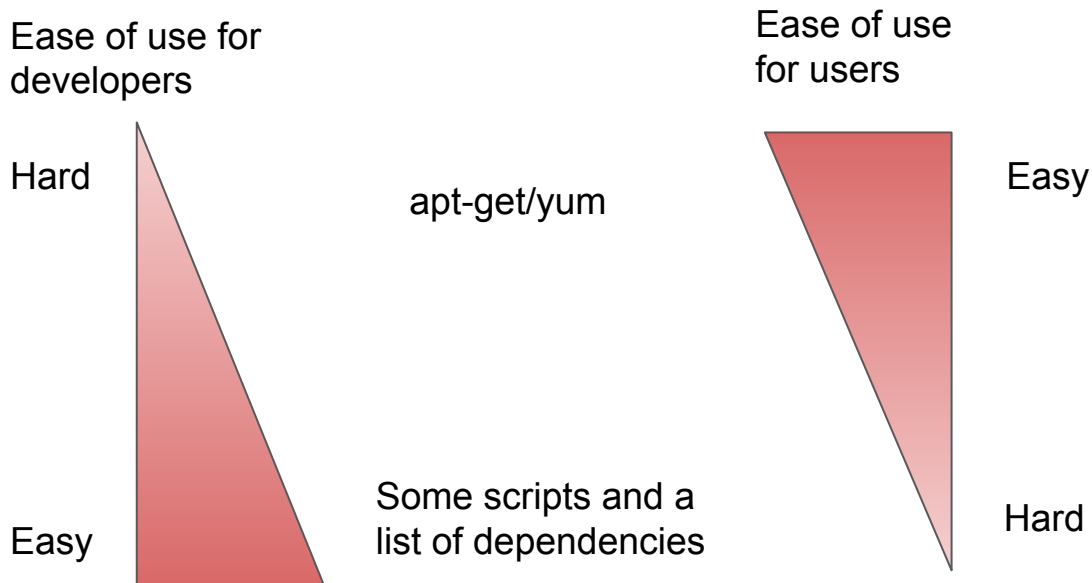 Ease of use for
developers
Ease of use
for users
Hard
apt-get/yum
Easy
Some scripts and a
list of dependencies
Easy
Hard